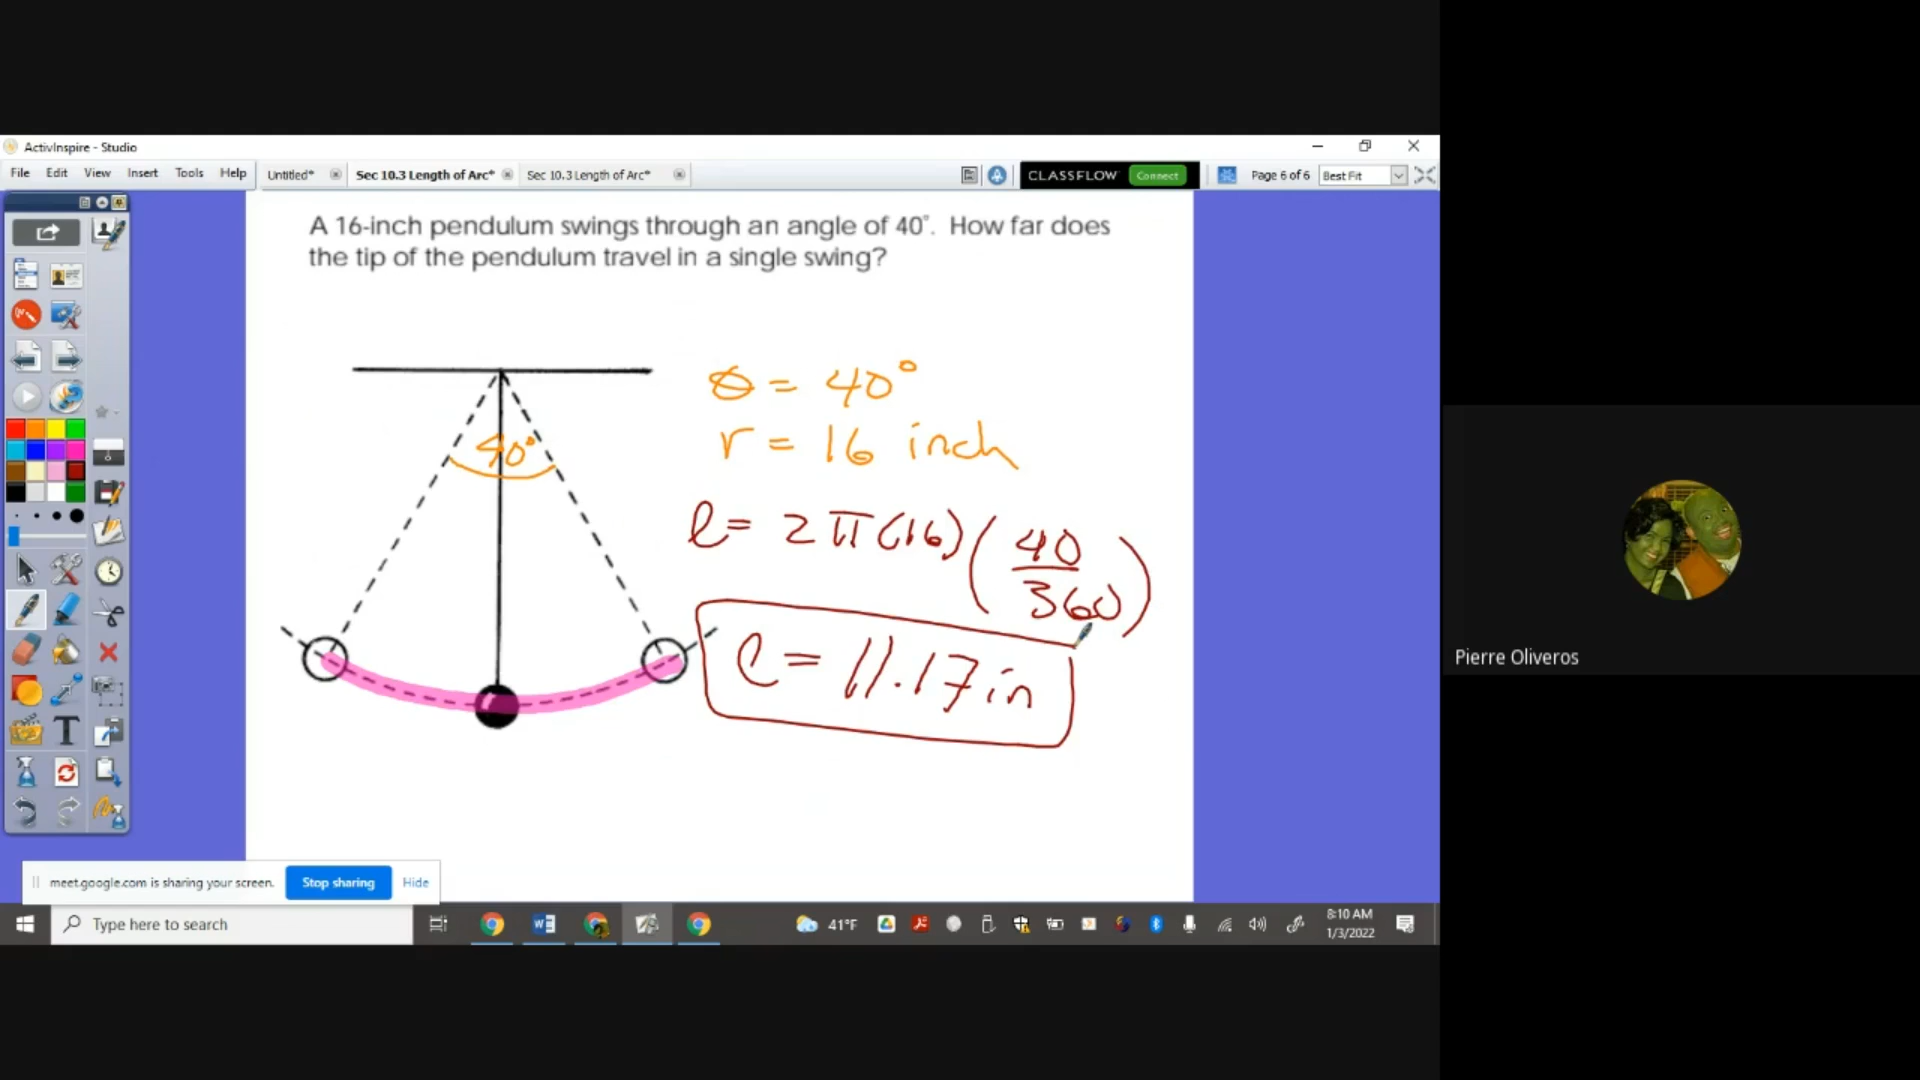 ActivInspire - Studio
File Edit View Insert Tools Help
Untitled* Sec 10.3 Length of Arc* Sec 10.3 Length of Arc*
CLASSFLOW Connect Page 6 of 6 Best Fit
A 16-inch pendulum swings through an angle of 40°. How far does
the tip of the pendulum travel in a single swing?
θ = 40°
r = 16 inch
40°
l = 2π(16)(40/360)
l = 11.17 in
Pierre Oliveros
meet.google.com is sharing your screen. Stop sharing Hide
Type here to search
41°F
8:10 AM
1/3/2022